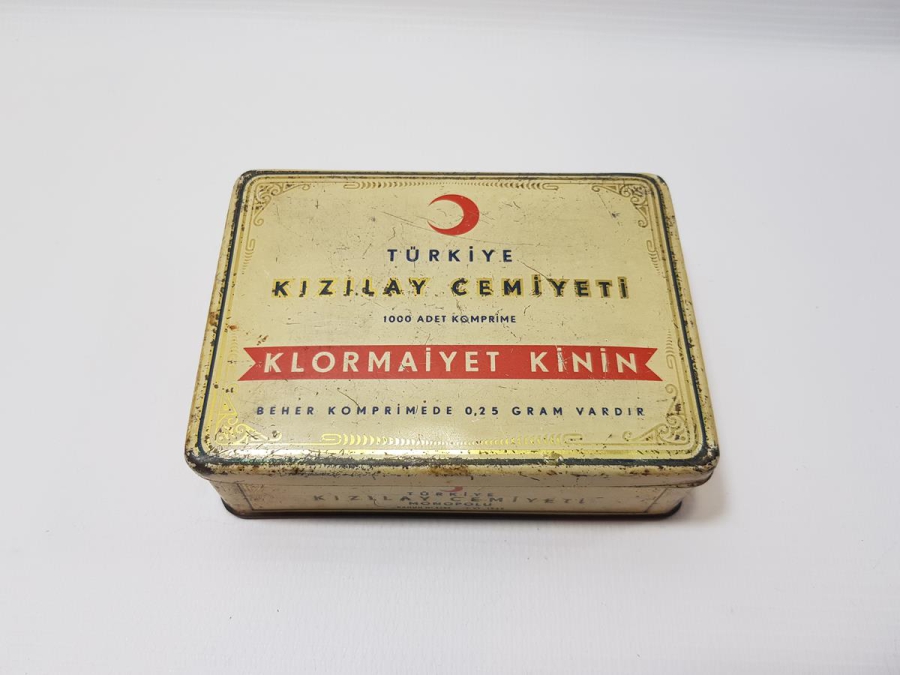 TÜRKİYE
KIZILAY CEMİYETİ
1000 ADET KOMPRİME
KLORMAİYET KİNİN
BEHER KOMPRİMEDE 0,25 GRAM VARDIR
TÜRKİYE
KIZILAY CEMİYETİ
MONOPOLU